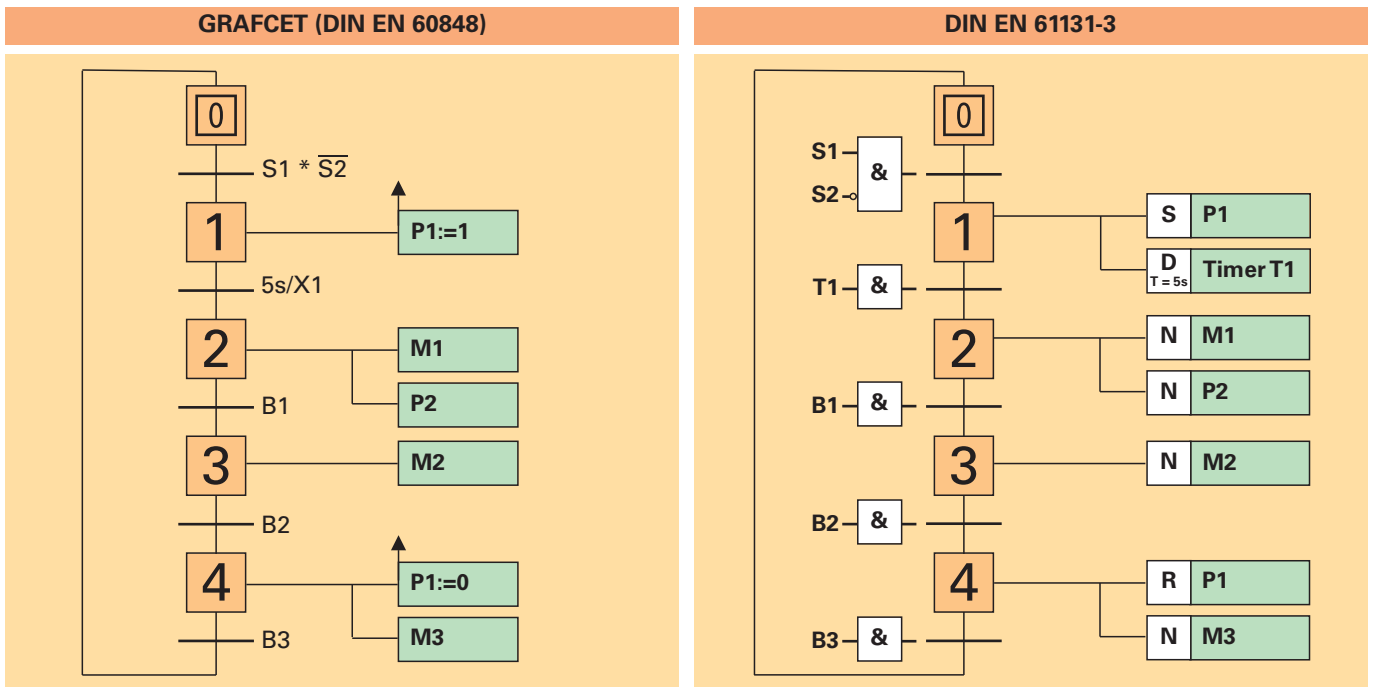 GRAFCET (DIN EN 60848)
0
S1 * S̅2̅
1
P1:=1
5s/X1
2
M1
P2
B1
3
M2
B2
4
P1:=0
M3
B3
DIN EN 61131-3
0
S1
&
S2
1
S P1
D T = 5s Timer T1
T1 &
2
N M1
N P2
B1 &
3
N M2
B2 &
4
R P1
N M3
B3 &